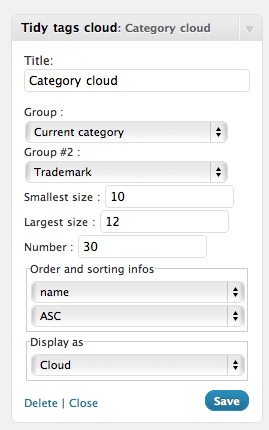 Tidy tags cloud: Category cloud
Title:
Category cloud
Group :
Current category
Group #2 :
Trademark
Smallest size : 10
Largest size : 12
Number : 30
Order and sorting infos
name
ASC
Display as
Cloud
Delete | Close
Save